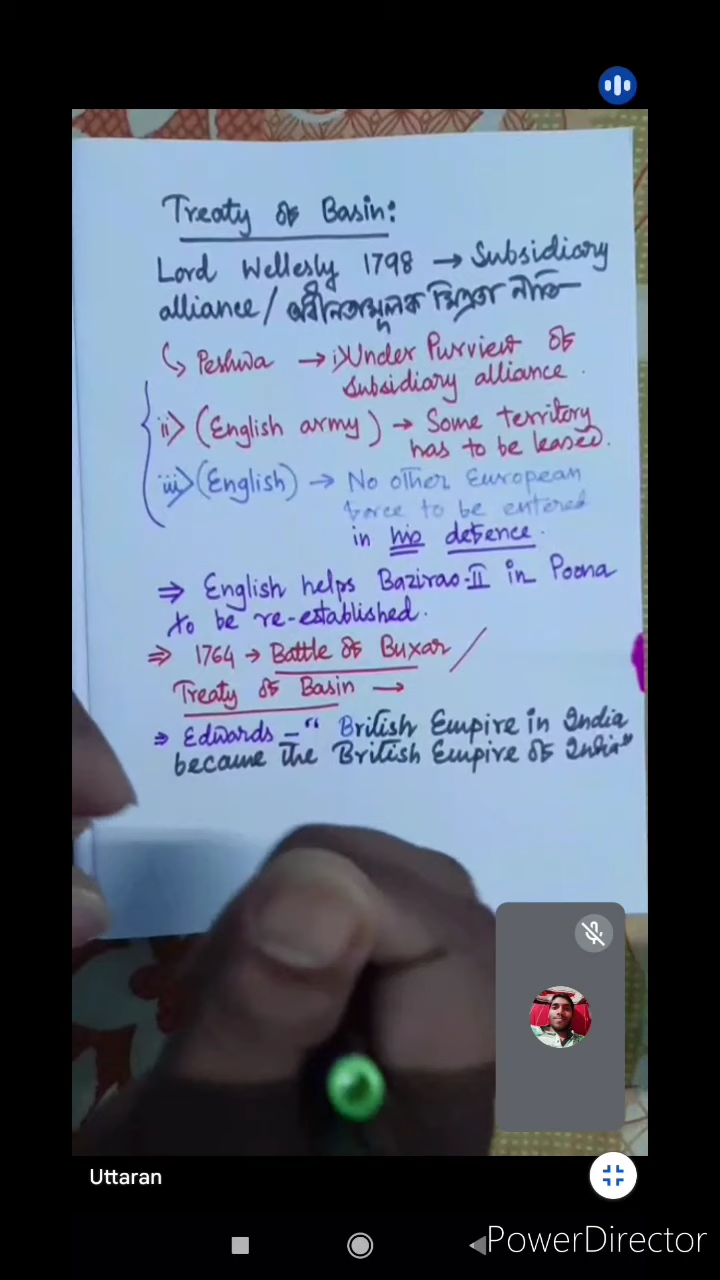 Treaty of Basin:
Lord Wellesly 1798 → Subsidiary
alliance/ অধীনতামূলক মিত্রতা নীতি
↳ Peshwa → i) Under Purview of
Subsidiary alliance.
ii) (English army) → Some territory
has to be leased.
iii) (English) → No other European
force to be entered
in his defence.
⇒ English helps Bazirao-II in Poona
to be re-established.
⇒ 1764 → Battle of Buxar /
Treaty of Basin →
⇒ Edwards – "British Empire in India
became the British Empire of India"
Uttaran
PowerDirector